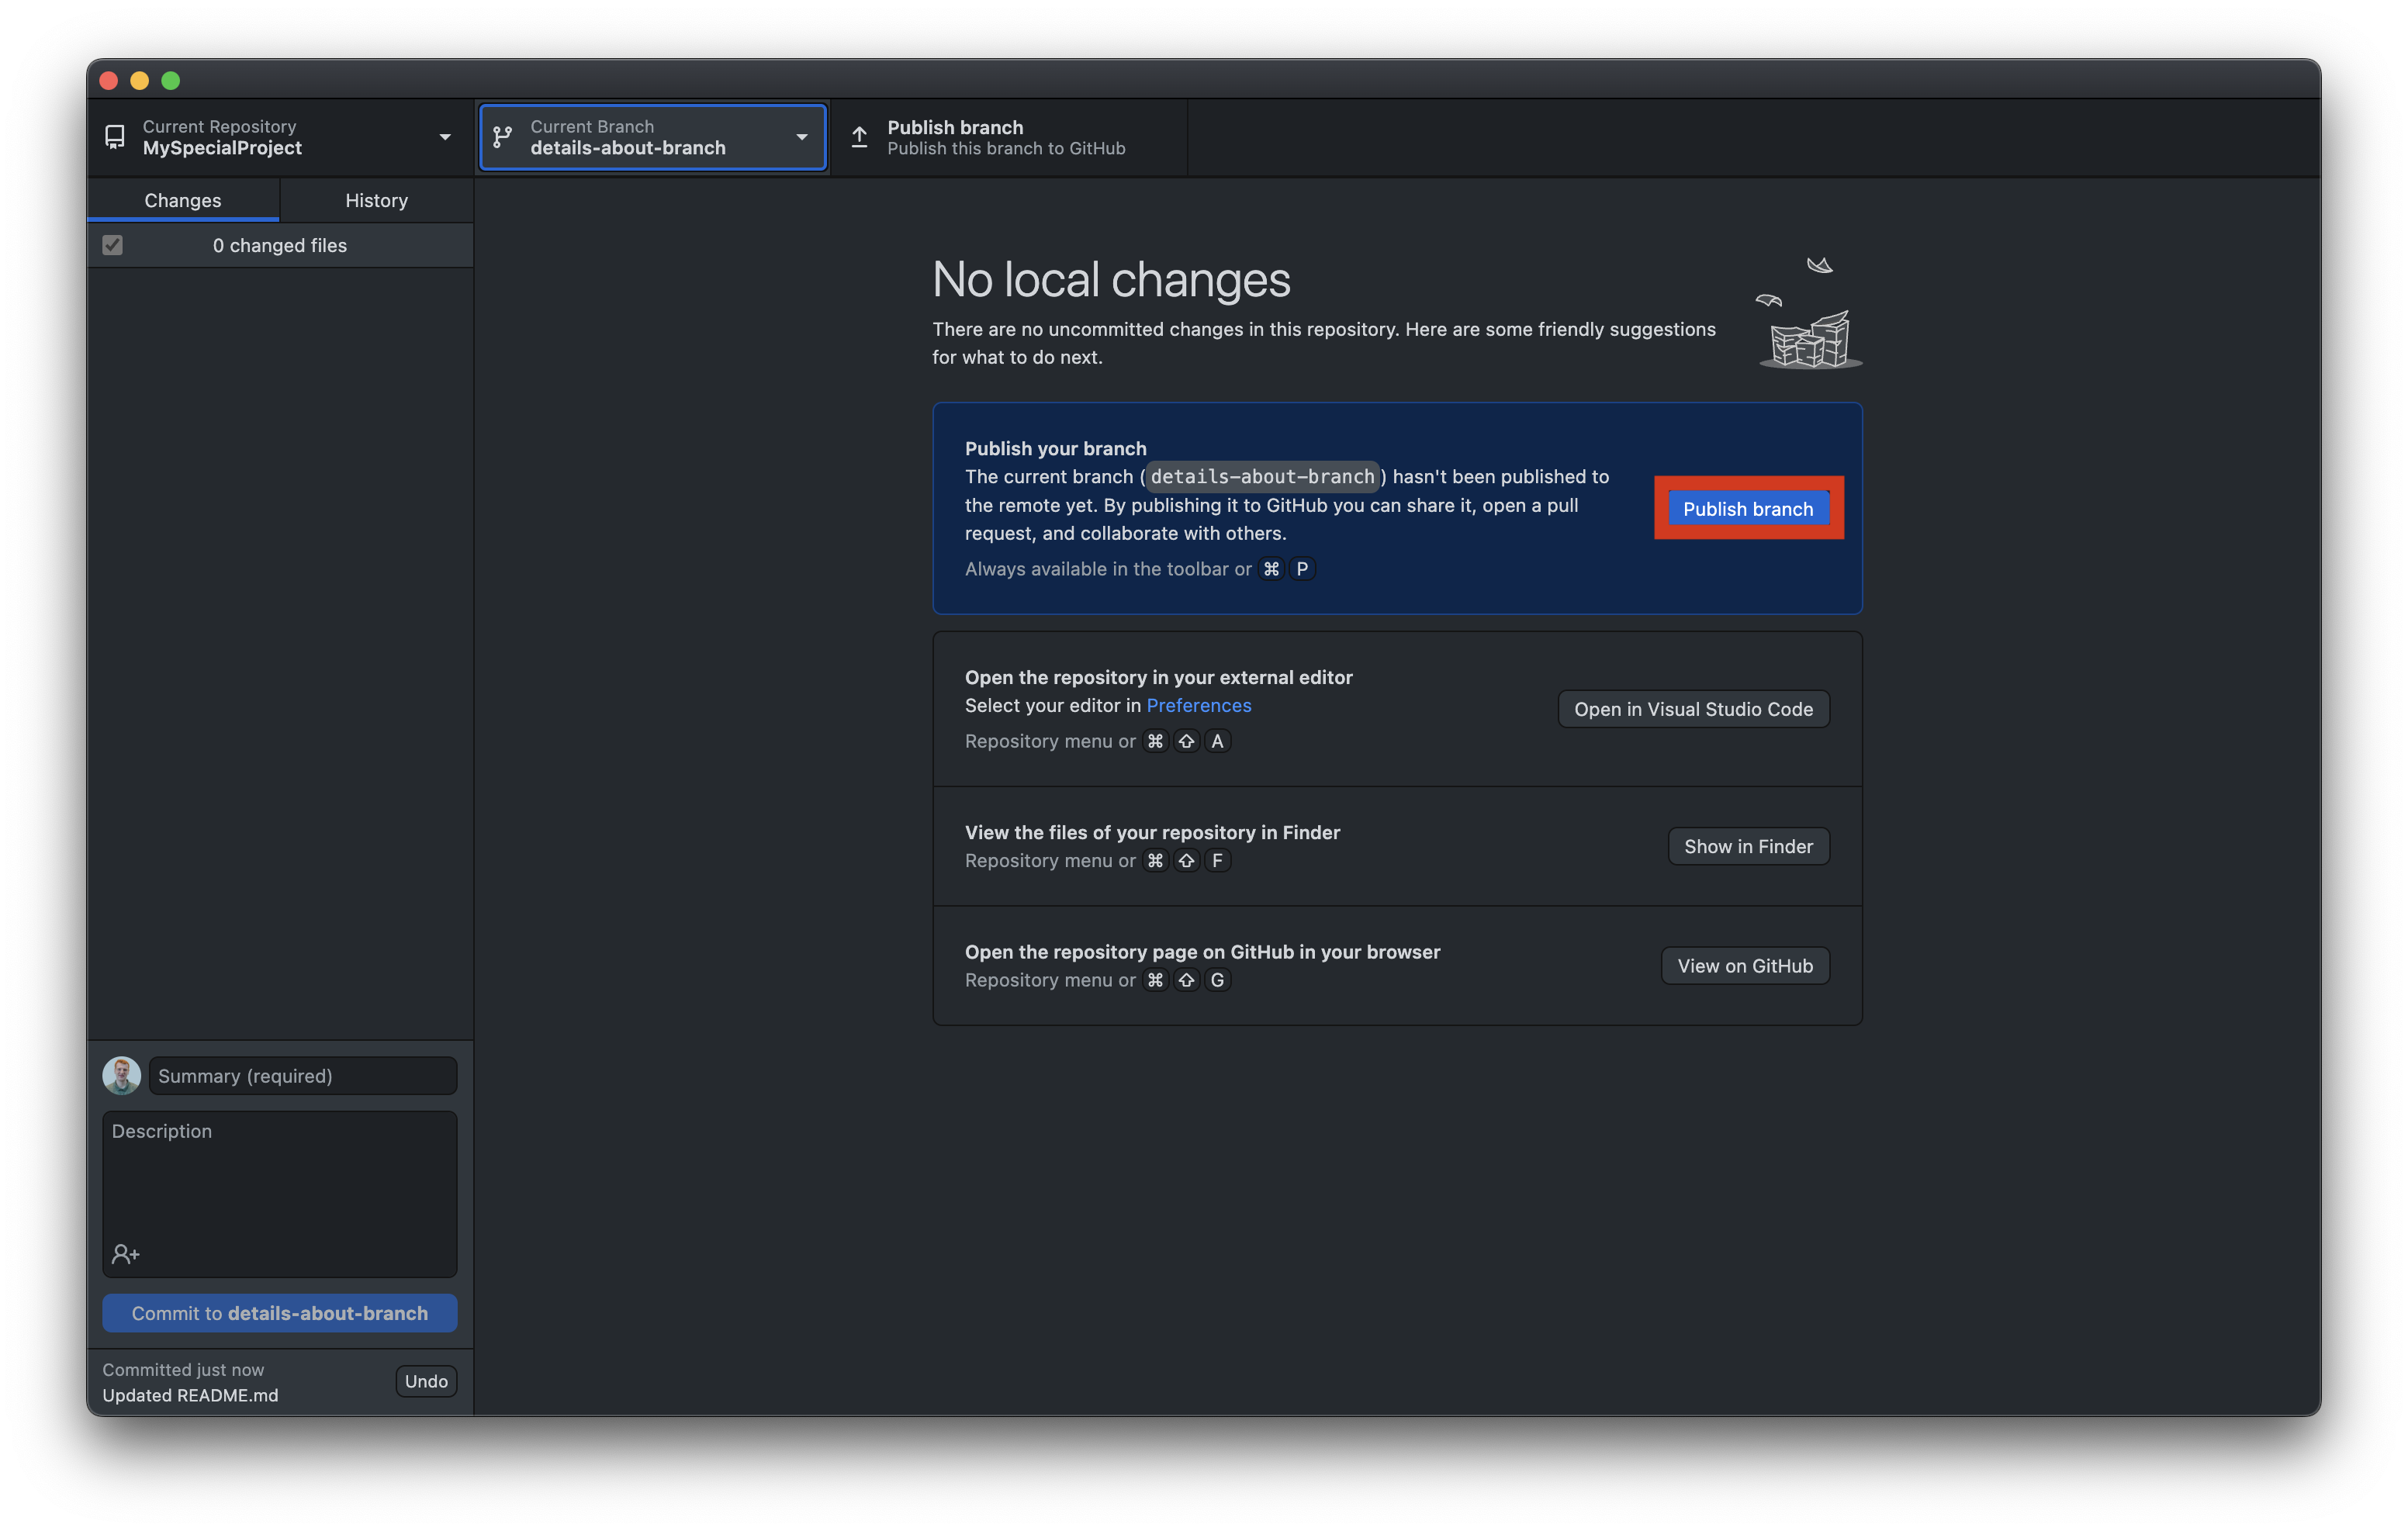 Current Repository
MySpecialProject
Current Branch
details-about-branch
Publish branch
Publish this branch to GitHub
Changes
History
0 changed files
No local changes
There are no uncommitted changes in this repository. Here are some friendly suggestions
for what to do next.
Publish your branch
The current branch (details-about-branch) hasn't been published to
the remote yet. By publishing it to GitHub you can share it, open a pull
request, and collaborate with others.
Always available in the toolbar or ⌘ P
Publish branch
Open the repository in your external editor
Select your editor in Preferences
Repository menu or ⌘ ⇧ A
Open in Visual Studio Code
View the files of your repository in Finder
Repository menu or ⌘ ⇧ F
Show in Finder
Open the repository page on GitHub in your browser
Repository menu or ⌘ ⇧ G
View on GitHub
Summary (required)
Description
Commit to details-about-branch
Committed just now
Updated README.md
Undo